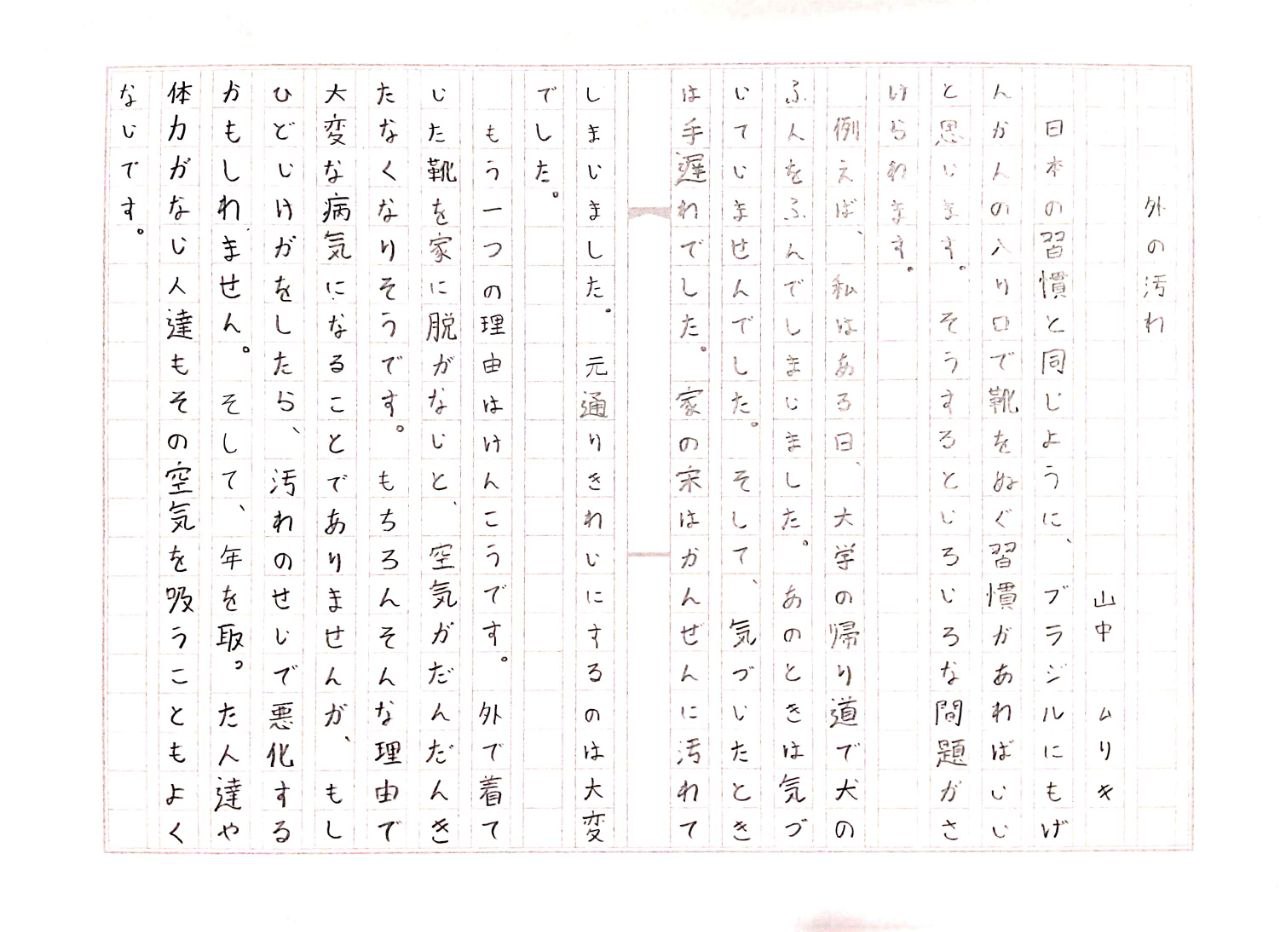 外の汚れ
山中 ムリキ
日本の習慣と同じように、ブラジルにもげ
んかんの入り口で靴をぬぐ習慣があればいい
と思います。そうするといろいろな問題がさ
けられます。
例えば、私はある日、大学の帰り道で犬の
ふんをふんでしまいました。あのときは気づ
いていませんでした。そして、気づいたとき
は手遅れでした。家の床はかんぜんに汚れて
しまいました。元通りきれいにするのは大変
でした。
もう一つの理由はけんこうです。外で着て
いた靴を家に脱がないと、空気がだんだんき
たなくなりそうです。もちろんそんな理由で
大変な病気になることでありませんが、もし
ひどいけがをしたら、汚れのせいで悪化する
かもしれません。そして、年を取った人達や
体力がない人達もその空気を吸うこともよく
ないです。